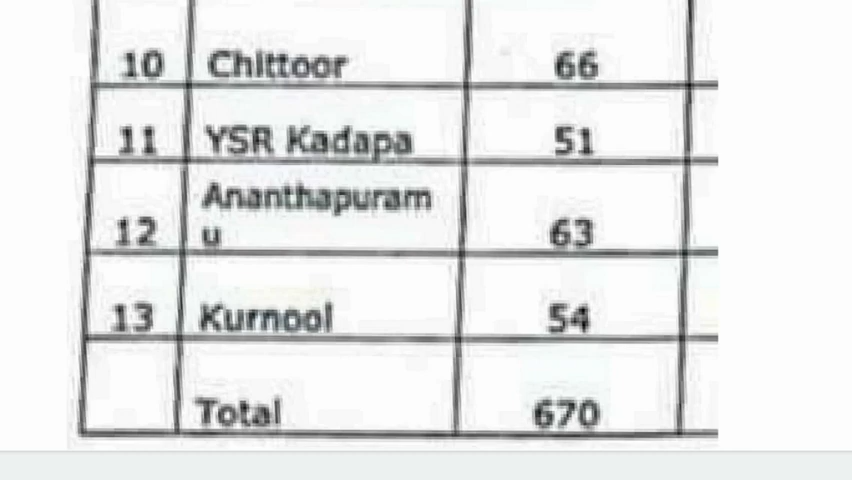 10 Chittoor 66
11 YSR Kadapa 51
Ananthapuram
12 u 63
13 Kurnool 54
Total 670